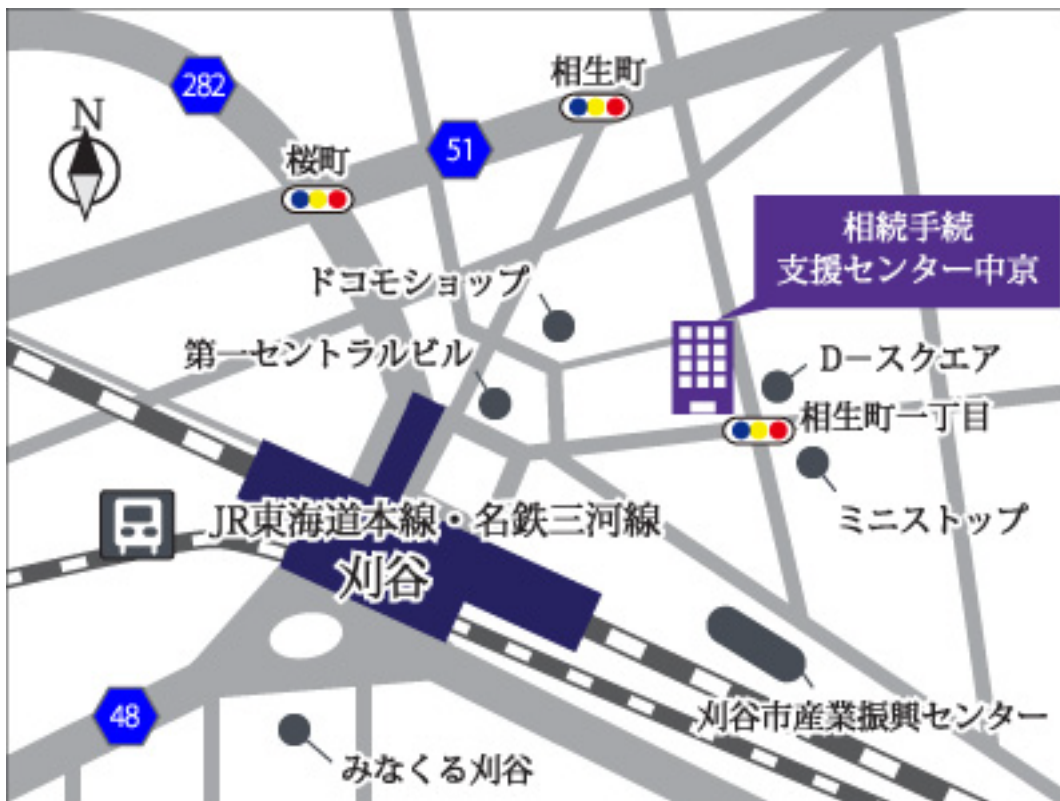 相生町
282
N
51
桜町
相続手続
支援センター中京
ドコモショップ
第一セントラルビル
D-スクエア
相生町一丁目
JR東海道本線・名鉄三河線
刈谷
ミニストップ
刈谷市産業振興センター
48
みなくる刈谷